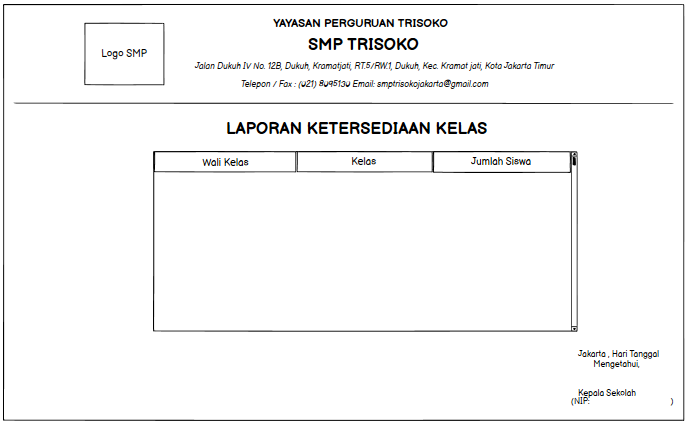 YAYASAN PERGURUAN TRISOKO
Logo SMP
SMP TRISOKO
Jalan Dukuh IV No. 12B, Dukuh, Kramatjati, RT.5/RW.1, Dukuh, Kec. Kramat jati, Kota Jakarta Timur
Telepon / Fax : (021) 8095130 Email: smptrisokojakarta@gmail.com
LAPORAN KETERSEDIAAN KELAS
Wali Kelas Kelas Jumlah Siswa
Jakarta , Hari Tanggal
Mengetahui,
Kepala Sekolah
(NIP: )